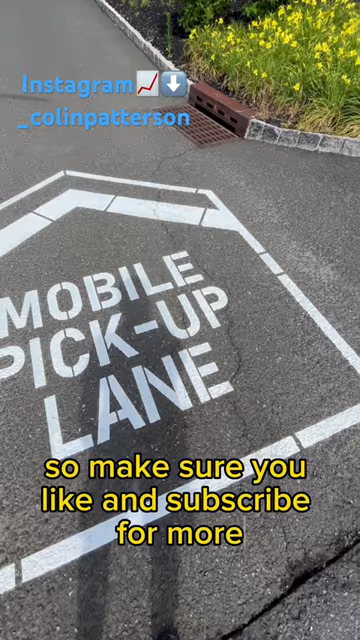 Instagram📈⬇️
_colinpatterson
MOBILE
PICK-UP
LANE
so make sure you
like and subscribe
for more